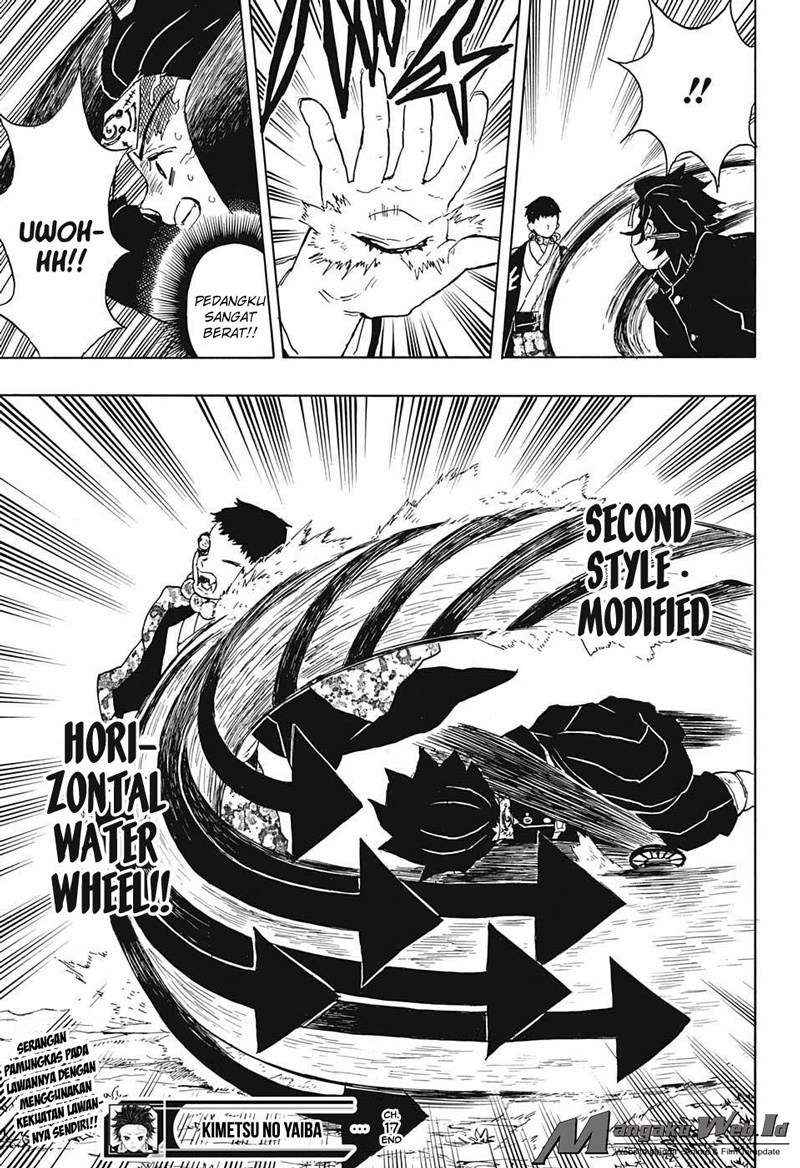 !!
UWOH-
HH!!
PEDANGKU
SANGAT
BERAT!!
SECOND
STYLE ·
MODIFIED
HORI-
ZONTAL
WATER
WHEEL!!
SERANGAN
PAMUNGKAS PADA
LAWANNYA DENGAN
MENGGUNAKAN
KEKUATAN LAWAN-
NYA SENDIRI!!
KIMETSU NO YAIBA
CH.
17
END
Mangaku.Web.Id